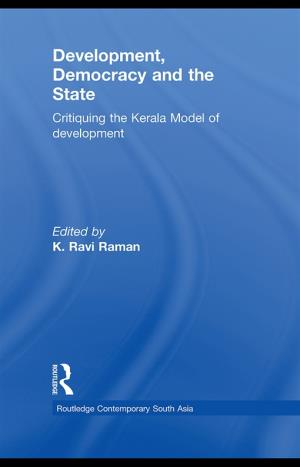 Development,
Democracy and the
State
Critiquing the Kerala Model of
development
Edited by
K. Ravi Raman
ROUTLEDGE
Routledge Contemporary South Asia